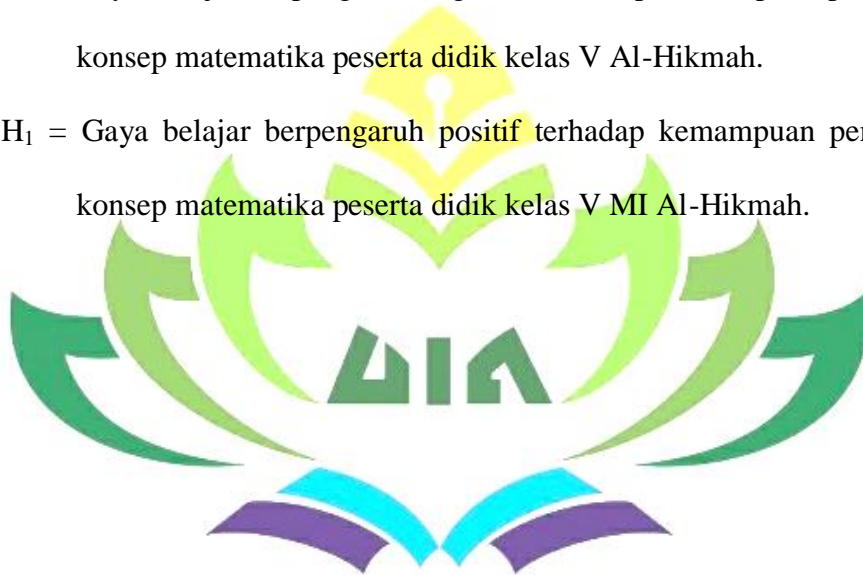 konsep matematika peserta didik kelas V Al-Hikmah.
H₁ = Gaya belajar berpengaruh positif terhadap kemampuan
konsep matematika peserta didik kelas V MI Al-Hikmah.
UIN